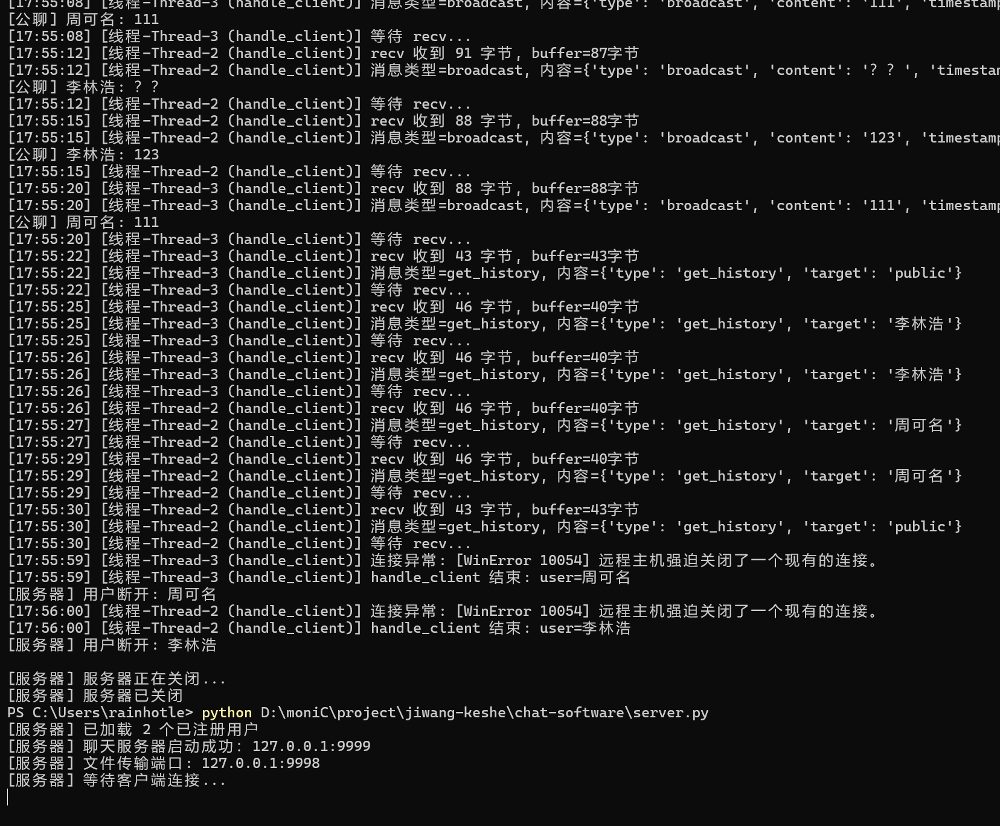 [17:55:08] [线程-Thread-3 (handle_client)] 消息类型=broadcast, 内容={'type': 'broadcast', 'content': '111', 'timestamp
[公聊] 周可名: 111
[17:55:08] [线程-Thread-3 (handle_client)] 等待 recv...
[17:55:12] [线程-Thread-2 (handle_client)] recv 收到 91 字节, buffer=87字节
[17:55:12] [线程-Thread-2 (handle_client)] 消息类型=broadcast, 内容={'type': 'broadcast', 'content': '？？', 'timestam
[公聊] 李林浩: ？？
[17:55:12] [线程-Thread-2 (handle_client)] 等待 recv...
[17:55:15] [线程-Thread-2 (handle_client)] recv 收到 88 字节, buffer=88字节
[17:55:15] [线程-Thread-2 (handle_client)] 消息类型=broadcast, 内容={'type': 'broadcast', 'content': '123', 'timestamp
[公聊] 李林浩: 123
[17:55:15] [线程-Thread-2 (handle_client)] 等待 recv...
[17:55:20] [线程-Thread-3 (handle_client)] recv 收到 88 字节, buffer=88字节
[17:55:20] [线程-Thread-3 (handle_client)] 消息类型=broadcast, 内容={'type': 'broadcast', 'content': '111', 'timestamp
[公聊] 周可名: 111
[17:55:20] [线程-Thread-3 (handle_client)] 等待 recv...
[17:55:22] [线程-Thread-3 (handle_client)] recv 收到 43 字节, buffer=43字节
[17:55:22] [线程-Thread-3 (handle_client)] 消息类型=get_history, 内容={'type': 'get_history', 'target': 'public'}
[17:55:22] [线程-Thread-3 (handle_client)] 等待 recv...
[17:55:25] [线程-Thread-3 (handle_client)] recv 收到 46 字节, buffer=40字节
[17:55:25] [线程-Thread-3 (handle_client)] 消息类型=get_history, 内容={'type': 'get_history', 'target': '李林浩'}
[17:55:25] [线程-Thread-3 (handle_client)] 等待 recv...
[17:55:26] [线程-Thread-3 (handle_client)] recv 收到 46 字节, buffer=40字节
[17:55:26] [线程-Thread-3 (handle_client)] 消息类型=get_history, 内容={'type': 'get_history', 'target': '李林浩'}
[17:55:26] [线程-Thread-3 (handle_client)] 等待 recv...
[17:55:26] [线程-Thread-2 (handle_client)] recv 收到 46 字节, buffer=40字节
[17:55:27] [线程-Thread-2 (handle_client)] 消息类型=get_history, 内容={'type': 'get_history', 'target': '周可名'}
[17:55:27] [线程-Thread-2 (handle_client)] 等待 recv...
[17:55:29] [线程-Thread-2 (handle_client)] recv 收到 46 字节, buffer=40字节
[17:55:29] [线程-Thread-2 (handle_client)] 消息类型=get_history, 内容={'type': 'get_history', 'target': '周可名'}
[17:55:29] [线程-Thread-2 (handle_client)] 等待 recv...
[17:55:30] [线程-Thread-2 (handle_client)] recv 收到 43 字节, buffer=43字节
[17:55:30] [线程-Thread-2 (handle_client)] 消息类型=get_history, 内容={'type': 'get_history', 'target': 'public'}
[17:55:30] [线程-Thread-2 (handle_client)] 等待 recv...
[17:55:59] [线程-Thread-3 (handle_client)] 连接异常: [WinError 10054] 远程主机强迫关闭了一个现有的连接。
[17:55:59] [线程-Thread-3 (handle_client)] handle_client 结束: user=周可名
[服务器] 用户断开: 周可名
[17:56:00] [线程-Thread-2 (handle_client)] 连接异常: [WinError 10054] 远程主机强迫关闭了一个现有的连接。
[17:56:00] [线程-Thread-2 (handle_client)] handle_client 结束: user=李林浩
[服务器] 用户断开: 李林浩
[服务器] 服务器正在关闭...
[服务器] 服务器已关闭
PS C:\Users\rainhotle> python D:\moniC\project\jiwang-keshe\chat-software\server.py
[服务器] 已加载 2 个已注册用户
[服务器] 聊天服务器启动成功: 127.0.0.1:9999
[服务器] 文件传输端口: 127.0.0.1:9998
[服务器] 等待客户端连接...